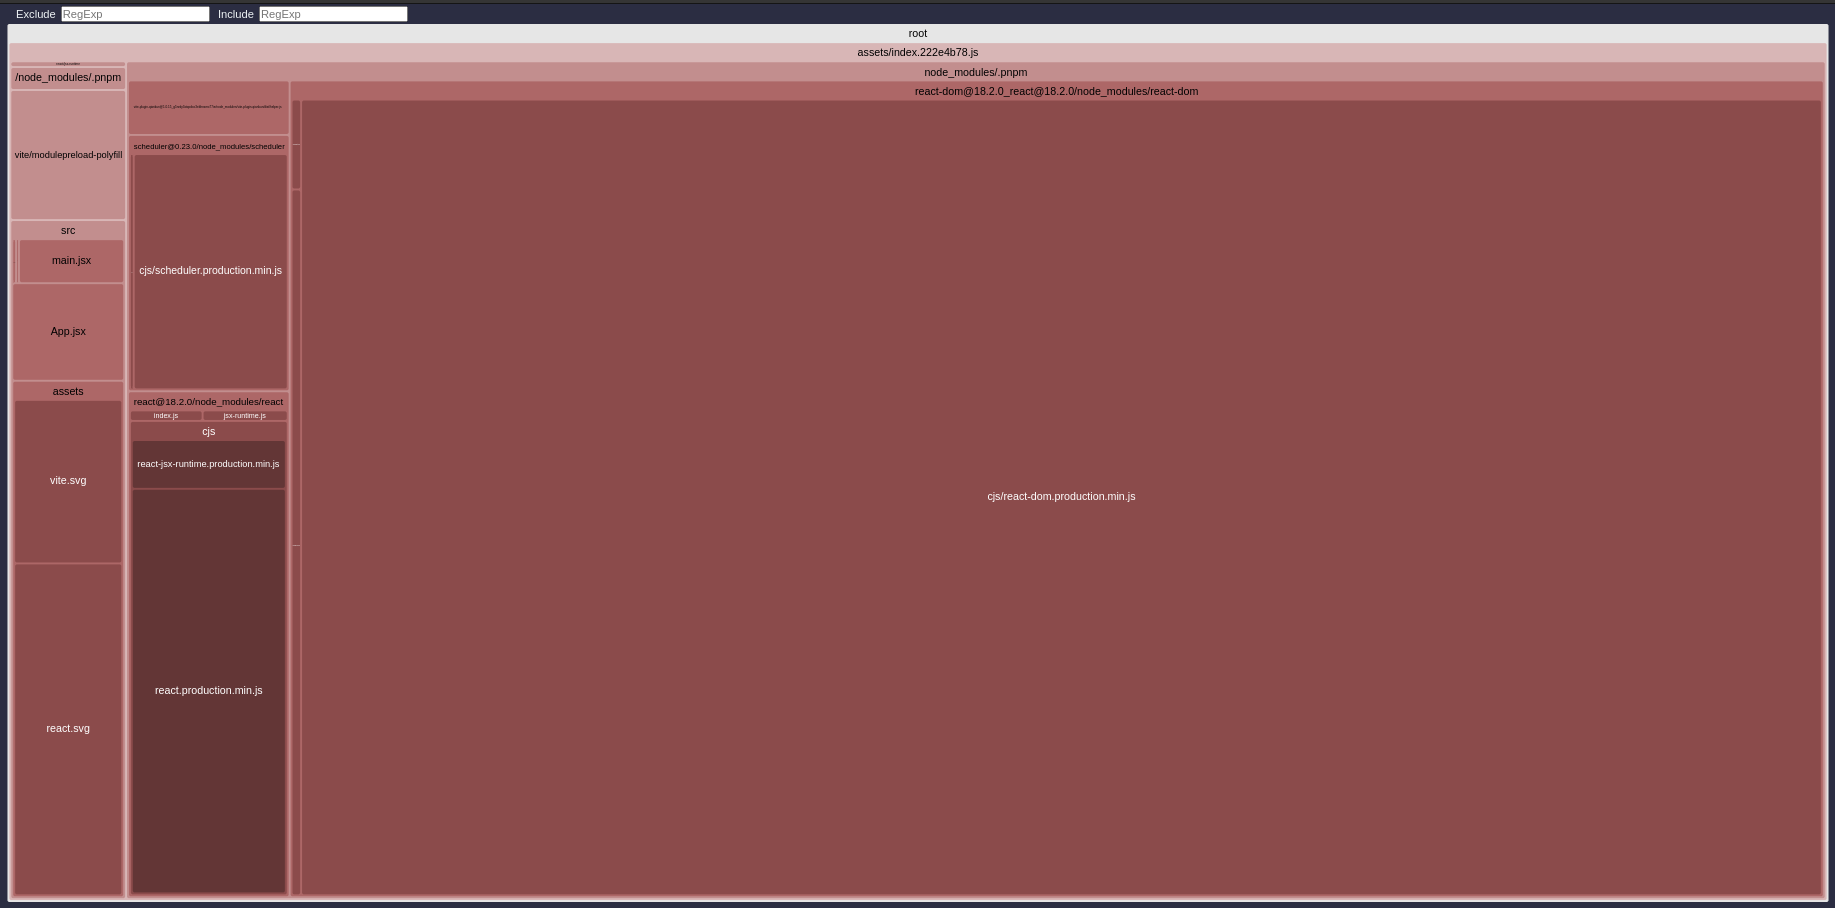 Exclude RegExp Include RegExp
root
assets/index.222e4b78.js
/node_modules/.pnpm
vite/modulepreload-polyfill
src
main.jsx
App.jsx
assets
vite.svg
react.svg
node_modules/.pnpm
scheduler@0.23.0/node_modules/scheduler
cjs/scheduler.production.min.js
react@18.2.0/node_modules/react
index.js
jsx-runtime.js
cjs
react-jsx-runtime.production.min.js
react.production.min.js
react-dom@18.2.0_react@18.2.0/node_modules/react-dom
cjs/react-dom.production.min.js